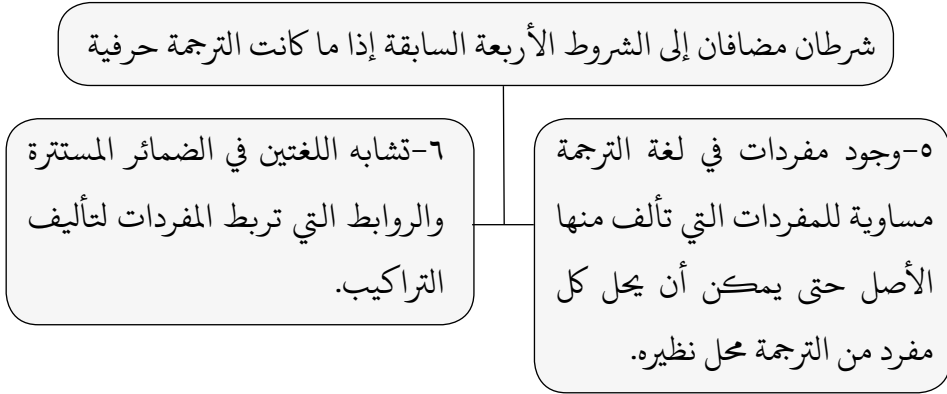 شرطان مضافان إلى الشروط الأربعة السابقة إذا ما كانت الترجمة حرفية
٥-وجود مفردات في لغة الترجمة
مساوية للمفردات التي تألف منها
الأصل حتى يمكن أن يحل كل
مفرد من الترجمة محل نظيره.
٦-تشابه اللغتين في الضمائر المستترة
والروابط التي تربط المفردات لتأليف
التراكيب.